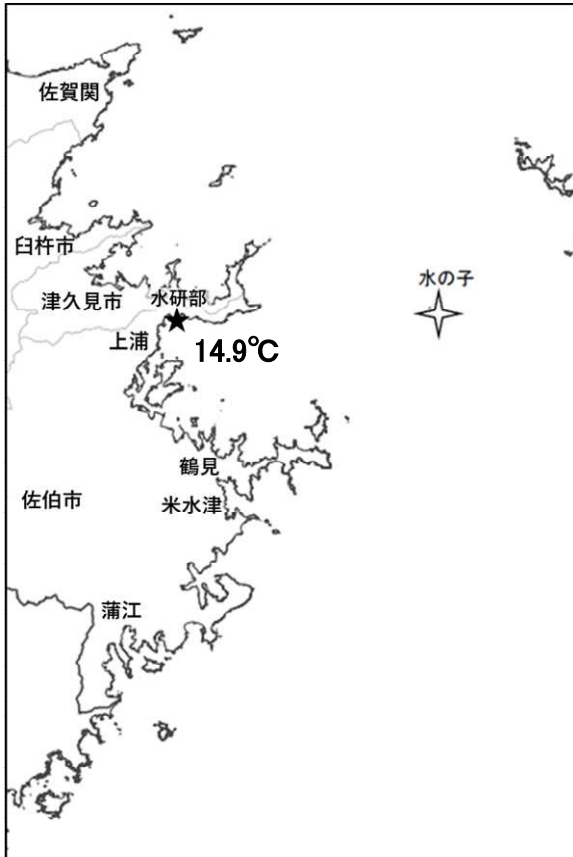 佐賀関
臼杵市
水の子
津久見市
水研部
上浦
14.9℃
鶴見
佐伯市
米水津
蒲江